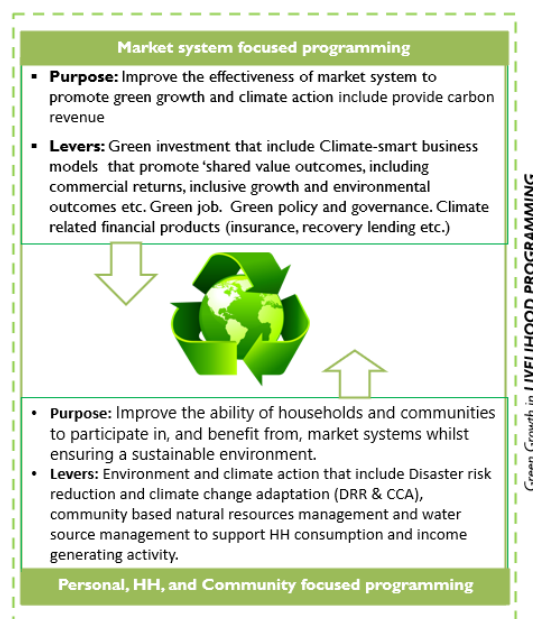 Market system focused programming
▪ Purpose: Improve the effectiveness of market system to
promote green growth and climate action include provide carbon
revenue
▪ Levers: Green investment that include Climate-smart business
models that promote ‘shared value outcomes, including
commercial returns, inclusive growth and environmental
outcomes etc. Green job. Green policy and governance. Climate
related financial products (insurance, recovery lending etc.)
• Purpose: Improve the ability of households and communities
to participate in, and benefit from, market systems whilst
ensuring a sustainable environment.
• Levers: Environment and climate action that include Disaster risk
reduction and climate change adaptation (DRR & CCA),
community based natural resources management and water
source management to support HH consumption and income
generating activity.
Personal, HH, and Community focused programming
Green Growth in LIVELIHOOD PROGRAMMING